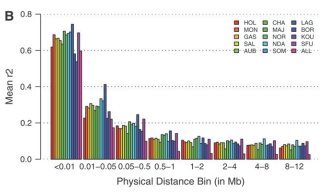 B
HOL CHA LAG
MON MAJ BOR
GAS NOR KOU
SAL NDA SFU
AUB SOM ALL
Mean r2
0.8
0.6
0.4
0.2
0.0
<0.01 0.01−0.05 0.05−0.5 0.5−1 1−2 2−4 4−8 8−12
Physical Distance Bin (in Mb)